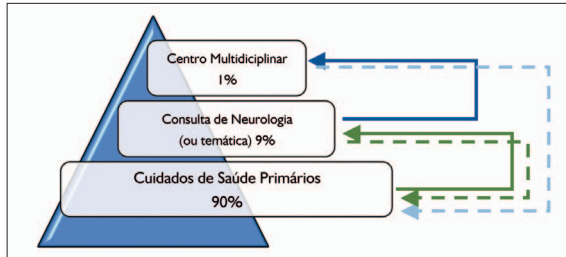 Centro Multidiciplinar
1%
Consulta de Neurologia
(ou temática) 9%
Cuidados de Saúde Primários
90%